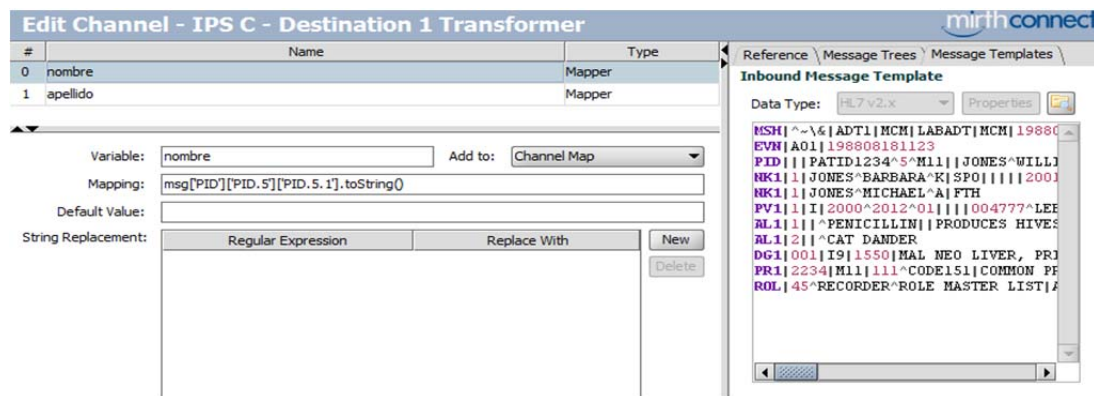 Edit Channel - IPS C - Destination 1 Transformer
mirthconnect
# Name Type
0 nombre Mapper
1 apellido Mapper
Variable: nombre Add to: Channel Map
Mapping: msg['PID']['PID.5']['PID.5.1'].toString()
Default Value:
String Replacement: Regular Expression Replace With New
Delete
Reference Message Trees Message Templates
Inbound Message Template
Data Type: HL7 v2.x Properties
MSH|^~\&|ADT1|MCM|LABADT|MCM|19880
EVN|A01|198808181123
PID|||PATID1234^5^M11||JONES^WILLI
NK1|1|JONES^BARBARA^K|SPO|||||2001
NK1|1|JONES^MICHAEL^A|FTH
PV1|1|I|2000^2012^01||||004777^LEB
AL1|1||^PENICILLIN||PRODUCES HIVES
AL1|2||^CAT DANDER
DG1|001|I9|1550|MAL NEO LIVER, PRI
PR1|2234|M11|111^CODE151|COMMON PR
ROL|45^RECORDER^ROLE MASTER LIST|A